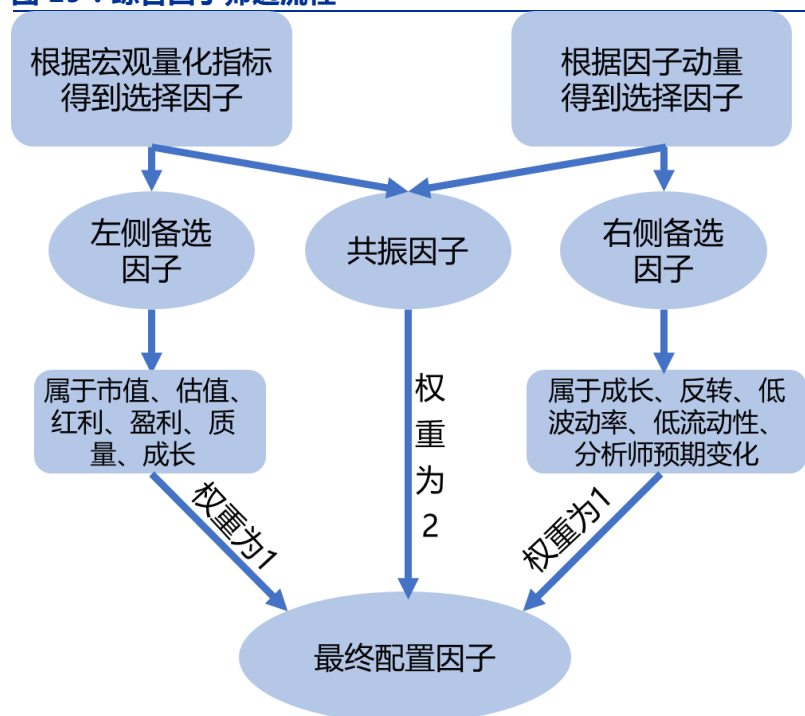 根据宏观量化指标
得到选择因子
根据因子动量
得到选择因子
左侧备选
因子
共振因子
右侧备选
因子
属于市值、估值、
红利、盈利、质
量、成长
权重为2
属于成长、反转、低
波动率、低流动性、
分析师预期变化
权重为1
权重为1
最终配置因子